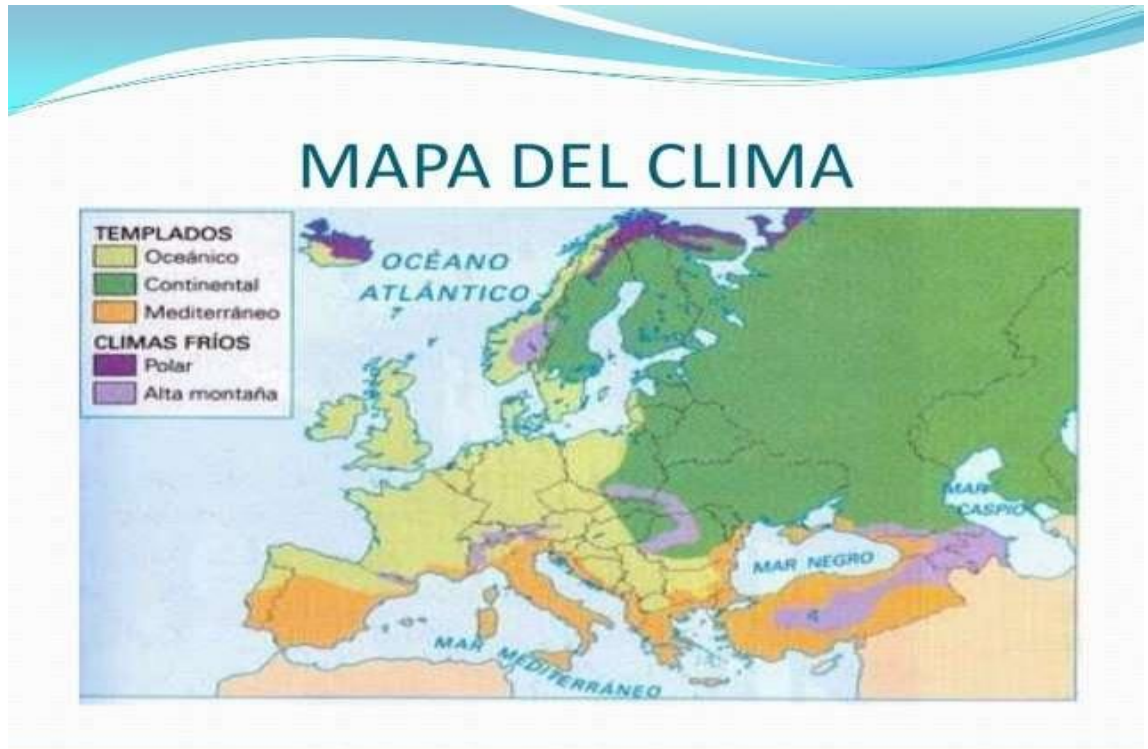 MAPA DEL CLIMA
TEMPLADOS
Oceánico
Continental
Mediterráneo
CLIMAS FRÍOS
Polar
Alta montaña
OCÉANO
ATLÁNTICO
MAR
CASPIO
MAR NEGRO
MAR MEDITERRÁNEO